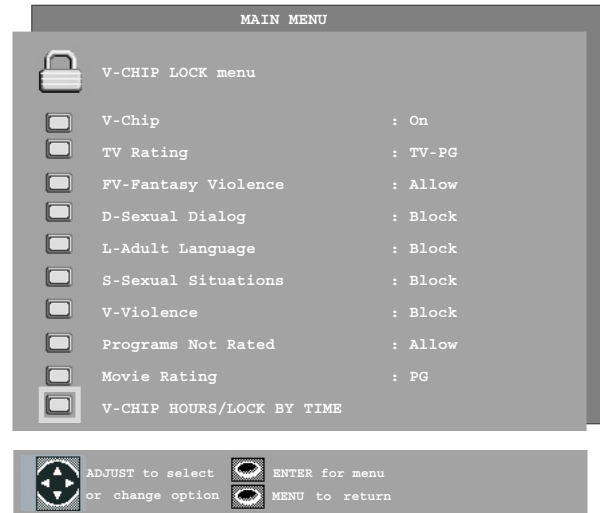 MAIN MENU
V-CHIP LOCK menu
V-Chip : On
TV Rating : TV-PG
FV-Fantasy Violence : Allow
D-Sexual Dialog : Block
L-Adult Language : Block
S-Sexual Situations : Block
V-Violence : Block
Programs Not Rated : Allow
Movie Rating : PG
V-CHIP HOURS/LOCK BY TIME
ADJUST to select ENTER for menu
or change option MENU to return